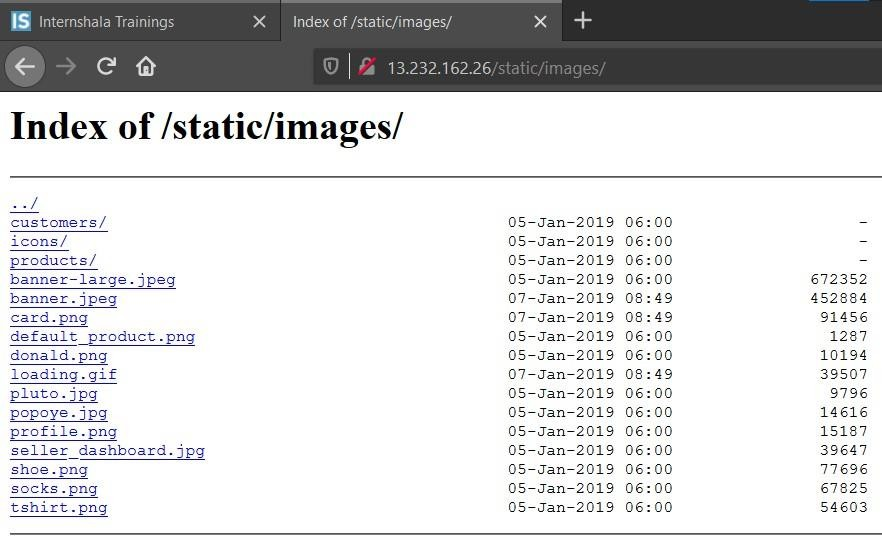 IS Internshala Trainings
Index of /static/images/
13.232.162.26/static/images/
Index of /static/images/
../
customers/ 05-Jan-2019 06:00 -
icons/ 05-Jan-2019 06:00 -
products/ 05-Jan-2019 06:00 -
banner-large.jpeg 05-Jan-2019 06:00 672352
banner.jpeg 07-Jan-2019 08:49 452884
card.png 07-Jan-2019 08:49 91456
default_product.png 05-Jan-2019 06:00 1287
donald.png 05-Jan-2019 06:00 10194
loading.gif 07-Jan-2019 08:49 39507
pluto.jpg 05-Jan-2019 06:00 9796
popoye.jpg 05-Jan-2019 06:00 14616
profile.png 05-Jan-2019 06:00 15187
seller_dashboard.jpg 05-Jan-2019 06:00 39647
shoe.png 05-Jan-2019 06:00 77696
socks.png 05-Jan-2019 06:00 67825
tshirt.png 05-Jan-2019 06:00 54603